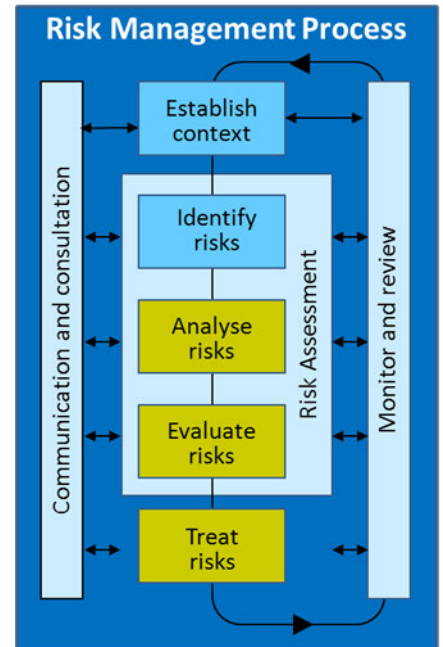 Risk Management Process
Communication and consultation
Establish
context
Identify
risks
Analyse
risks
Evaluate
risks
Risk Assessment
Treat
risks
Monitor and review